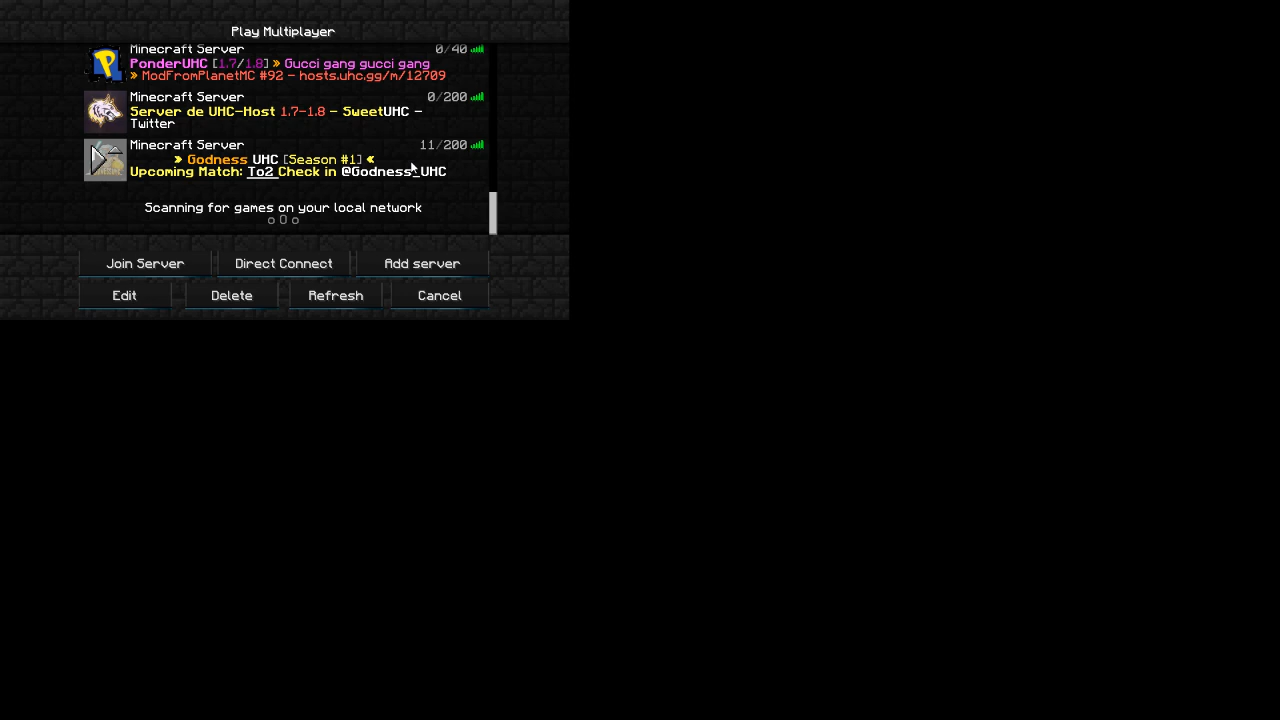 Play Multiplayer
Minecraft Server 0/40
PonderUHC [1.7/1.8] » Gucci gang gucci gang
» ModFromPlanetMC #92 - hosts.uhc.gg/m/12709
Minecraft Server 0/200
Server de UHC-Host 1.7-1.8 - SweetUHC -
Twitter
Minecraft Server 11/200
» Godness UHC [Season #1] «
Upcoming Match: To2 Check in @Godness_UHC
Scanning for games on your local network
o O o
Join Server Direct Connect Add server
Edit Delete Refresh Cancel